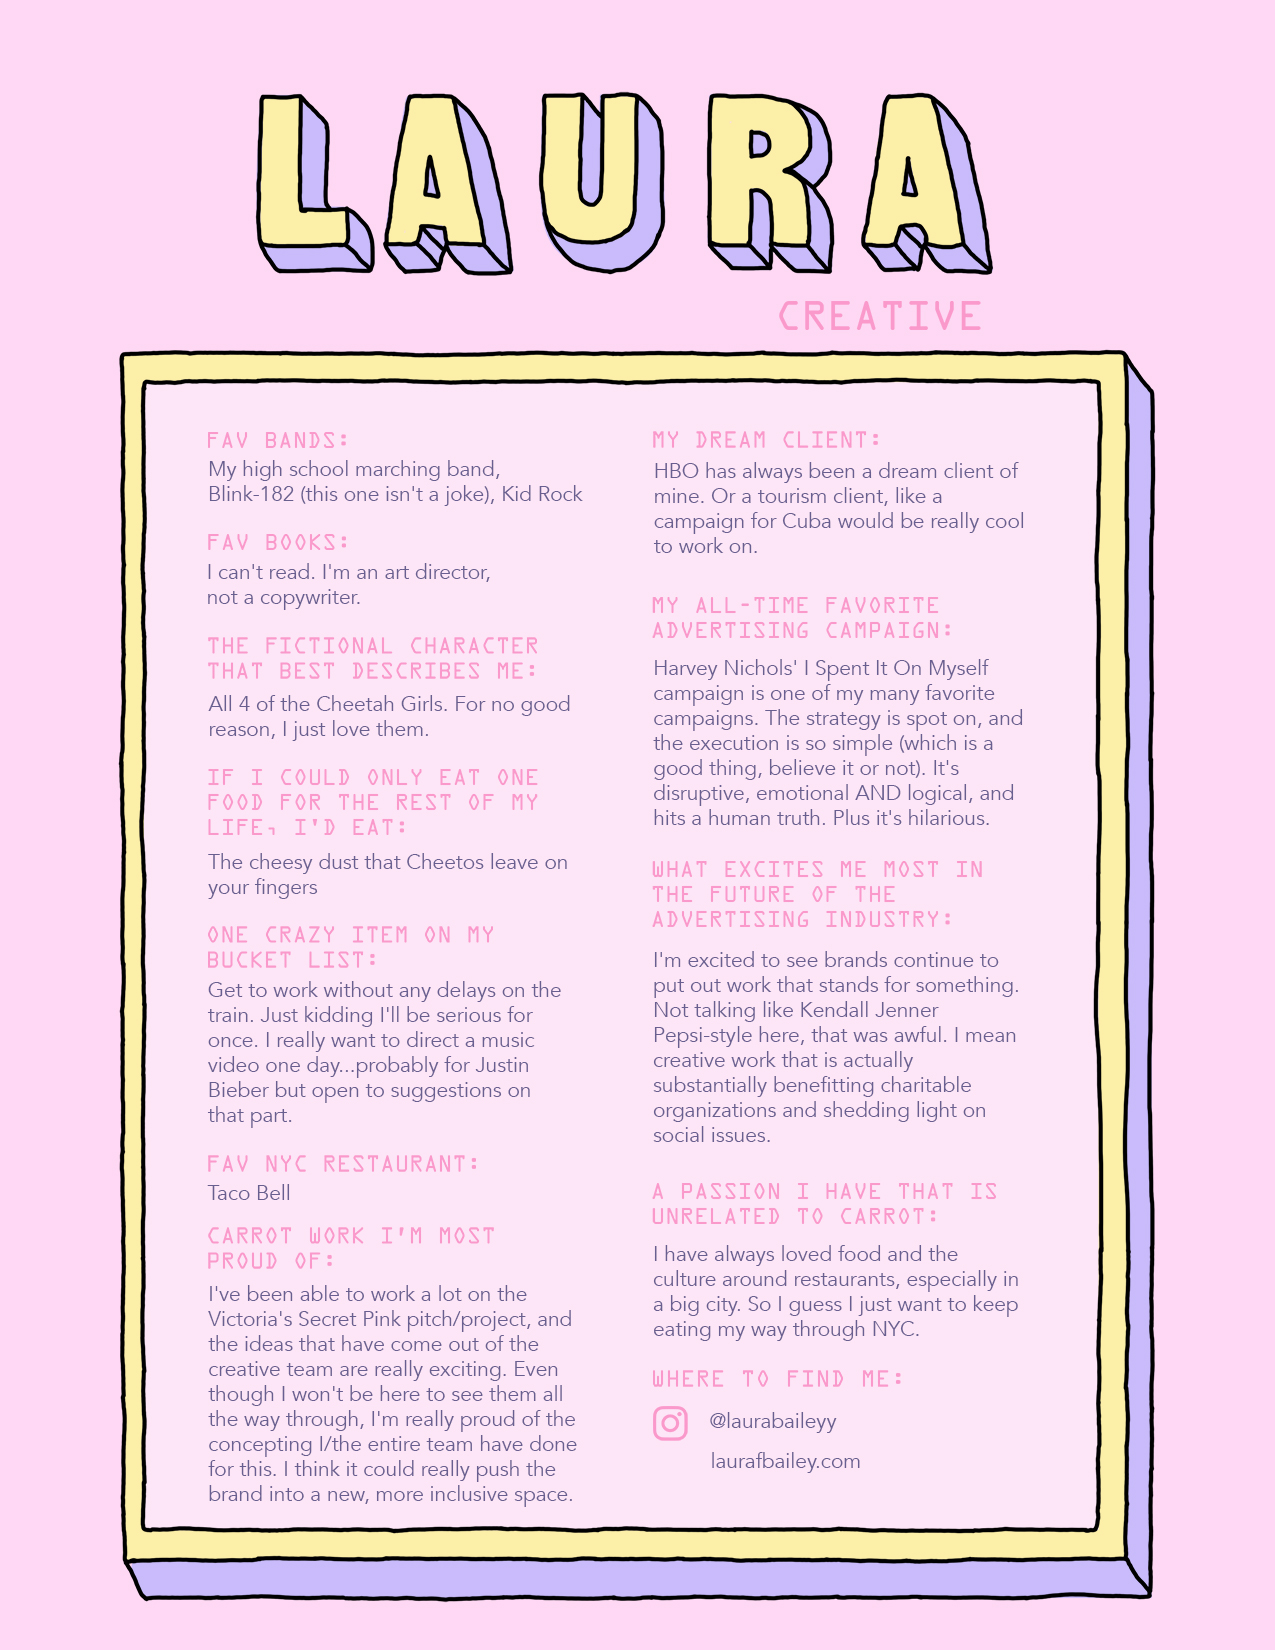 LAURA
CREATIVE
FAV BANDS:
My high school marching band,
Blink-182 (this one isn't a joke), Kid Rock
FAV BOOKS:
I can't read. I'm an art director,
not a copywriter.
THE FICTIONAL CHARACTER
THAT BEST DESCRIBES ME:
All 4 of the Cheetah Girls. For no good
reason, I just love them.
IF I COULD ONLY EAT ONE
FOOD FOR THE REST OF MY
LIFE, I'D EAT:
The cheesy dust that Cheetos leave on
your fingers
ONE CRAZY ITEM ON MY
BUCKET LIST:
Get to work without any delays on the
train. Just kidding I'll be serious for
once. I really want to direct a music
video one day...probably for Justin
Bieber but open to suggestions on
that part.
FAV NYC RESTAURANT:
Taco Bell
CARROT WORK I'M MOST
PROUD OF:
I've been able to work a lot on the
Victoria's Secret Pink pitch/project, and
the ideas that have come out of the
creative team are really exciting. Even
though I won't be here to see them all
the way through, I'm really proud of the
concepting I/the entire team have done
for this. I think it could really push the
brand into a new, more inclusive space.
MY DREAM CLIENT:
HBO has always been a dream client of
mine. Or a tourism client, like a
campaign for Cuba would be really cool
to work on.
MY ALL-TIME FAVORITE
ADVERTISING CAMPAIGN:
Harvey Nichols' I Spent It On Myself
campaign is one of my many favorite
campaigns. The strategy is spot on, and
the execution is so simple (which is a
good thing, believe it or not). It's
disruptive, emotional AND logical, and
hits a human truth. Plus it's hilarious.
WHAT EXCITES ME MOST IN
THE FUTURE OF THE
ADVERTISING INDUSTRY:
I'm excited to see brands continue to
put out work that stands for something.
Not talking like Kendall Jenner
Pepsi-style here, that was awful. I mean
creative work that is actually
substantially benefitting charitable
organizations and shedding light on
social issues.
A PASSION I HAVE THAT IS
UNRELATED TO CARROT:
I have always loved food and the
culture around restaurants, especially in
a big city. So I guess I just want to keep
eating my way through NYC.
WHERE TO FIND ME:
@laurabaileyy
laurafbailey.com